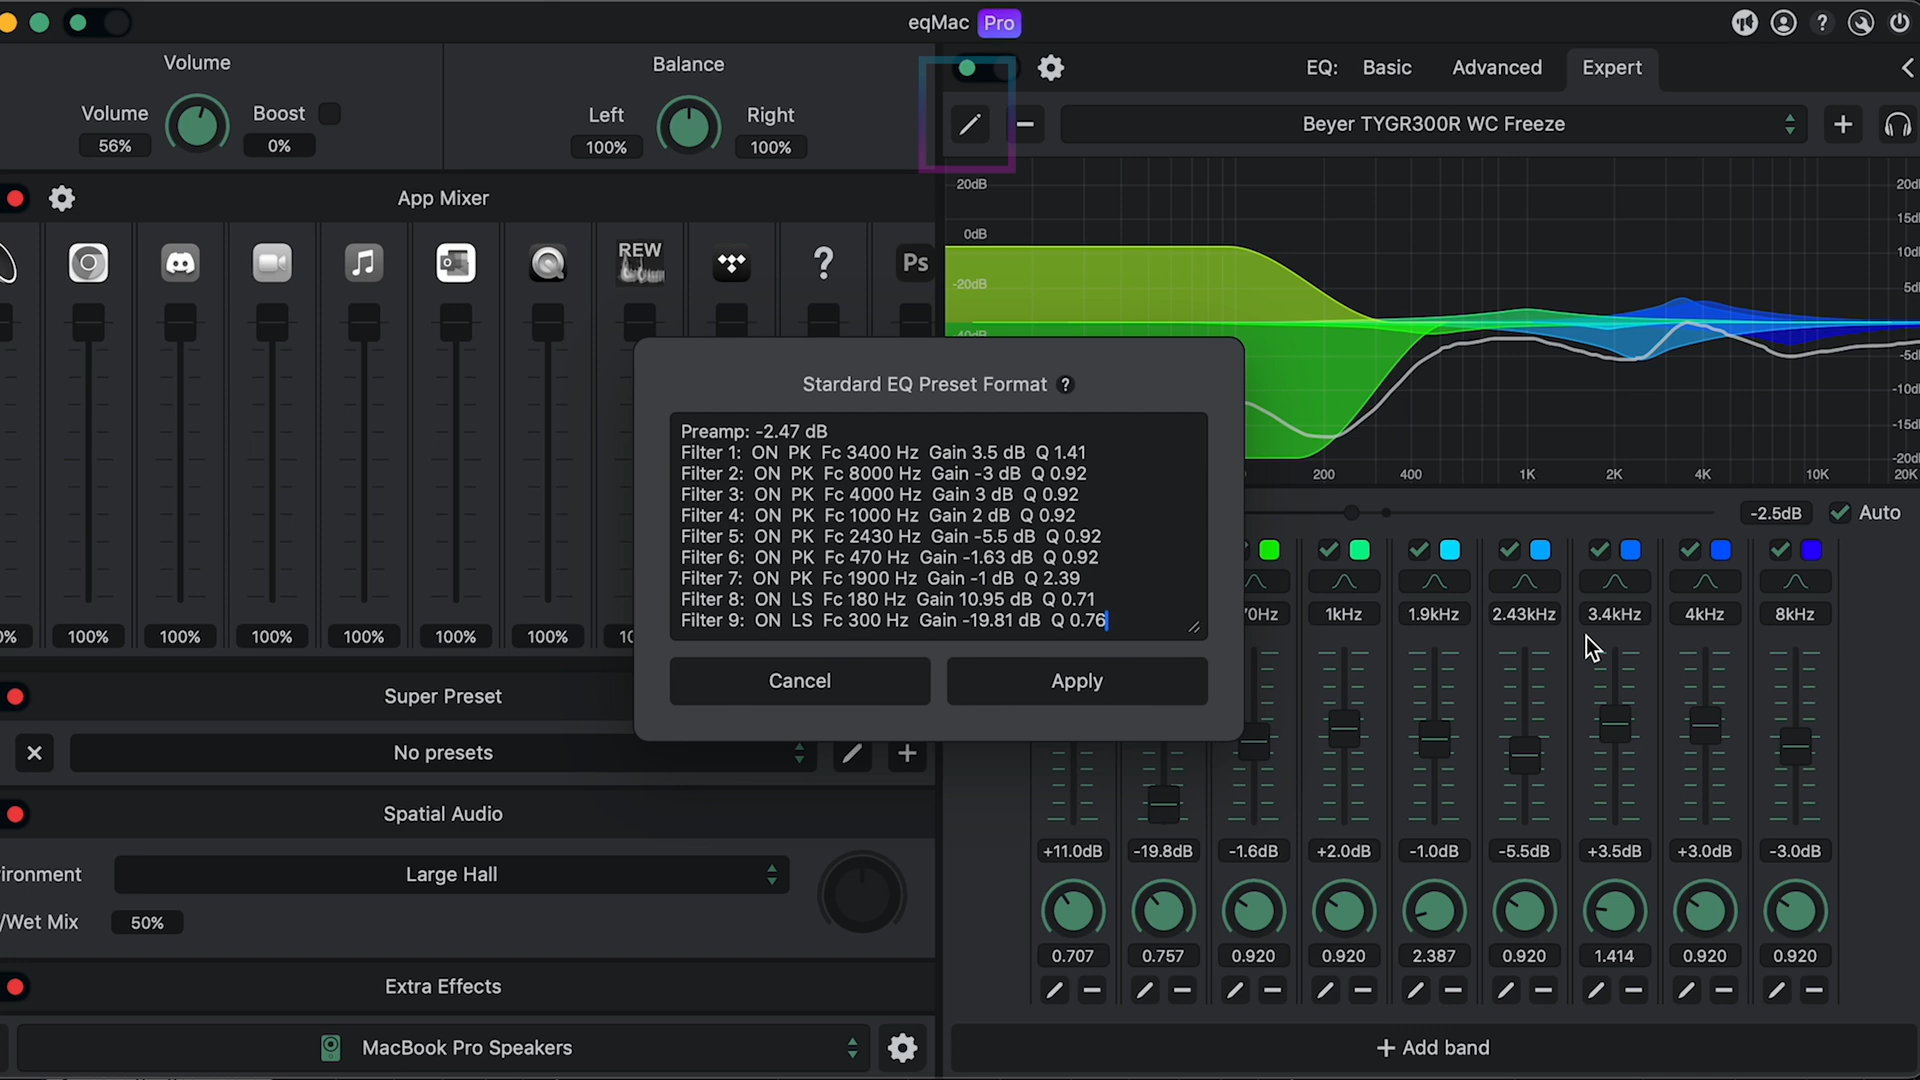 eqMac Pro
?
Volume
Balance
Volume
Boost
56%
0%
Left
Right
100%
100%
EQ:
Basic
Advanced
Expert
Beyer TYGR300R WC Freeze
App Mixer
REW
?
Ps
100%
100%
100%
100%
100%
100%
20dB
0dB
-20dB
-40dB
200
400
1K
2K
4K
10K
20K
-2.5dB
Auto
Stardard EQ Preset Format ?
Preamp: -2.47 dB
Filter 1: ON PK Fc 3400 Hz Gain 3.5 dB Q 1.41
Filter 2: ON PK Fc 8000 Hz Gain -3 dB Q 0.92
Filter 3: ON PK Fc 4000 Hz Gain 3 dB Q 0.92
Filter 4: ON PK Fc 1000 Hz Gain 2 dB Q 0.92
Filter 5: ON PK Fc 2430 Hz Gain -5.5 dB Q 0.92
Filter 6: ON PK Fc 470 Hz Gain -1.63 dB Q 0.92
Filter 7: ON PK Fc 1900 Hz Gain -1 dB Q 2.39
Filter 8: ON LS Fc 180 Hz Gain 10.95 dB Q 0.71
Filter 9: ON LS Fc 300 Hz Gain -19.81 dB Q 0.76
Cancel
Apply
1kHz
1.9kHz
2.43kHz
3.4kHz
4kHz
8kHz
+11.0dB
-19.8dB
-1.6dB
+2.0dB
-1.0dB
-5.5dB
+3.5dB
+3.0dB
-3.0dB
0.707
0.757
0.920
0.920
2.387
0.920
1.414
0.920
0.920
Add band
Super Preset
No presets
Spatial Audio
Large Hall
/Wet Mix
50%
Extra Effects
MacBook Pro Speakers